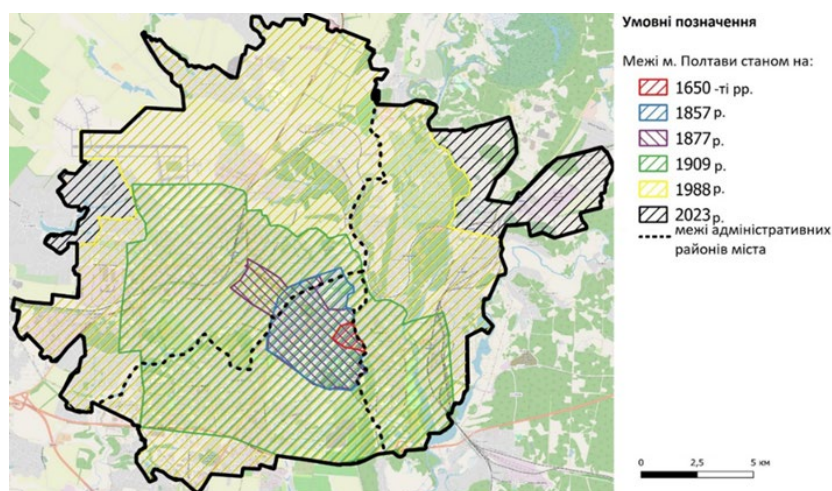 Умовні позначення
Межі м. Полтави станом на:
1650 -ті рр.
1857 р.
1877 р.
1909 р.
1988 р.
2023 р.
межі адміністративних
районів міста
0 2,5 5 км